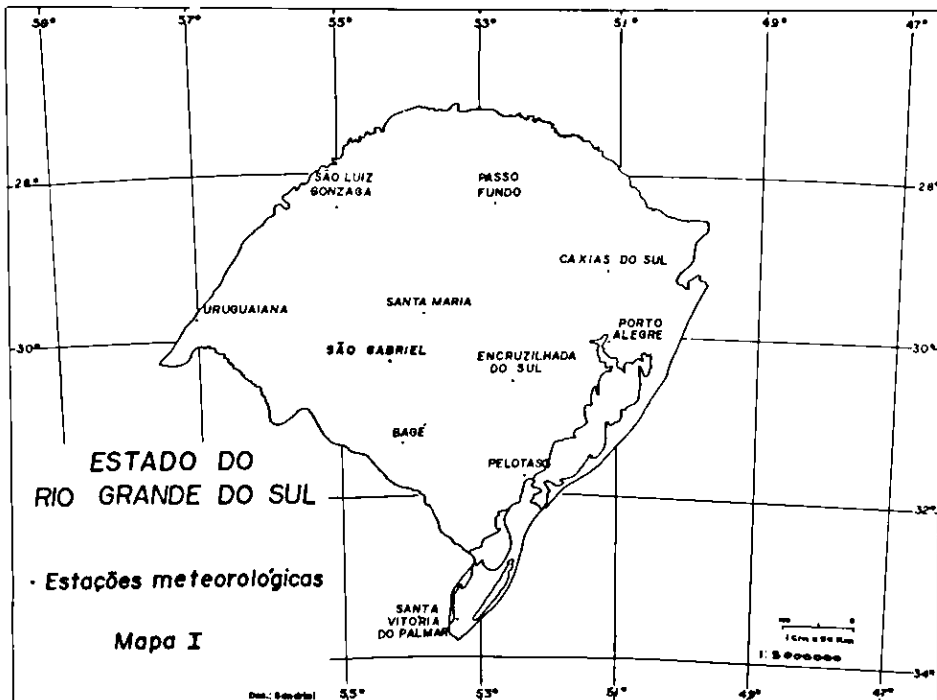 59° 57° 55° 53° 51° 49° 47°
28° 28°
SÃO LUIZ
GONZAGA
PASSO
FUNDO
CAXIAS DO SUL
URUGUAIANA
SANTA MARIA
PORTO
ALEGRE
30° 30°
SÃO GABRIEL
ENCRUZILHADA
DO SUL
BAGÉ
PELOTAS
ESTADO DO
RIO GRANDE DO SUL
32°
· Estações meteorológicas
SANTA
VITORIA
DO PALMAR
Mapa I
34°
55° 53° 51° 49° 47°